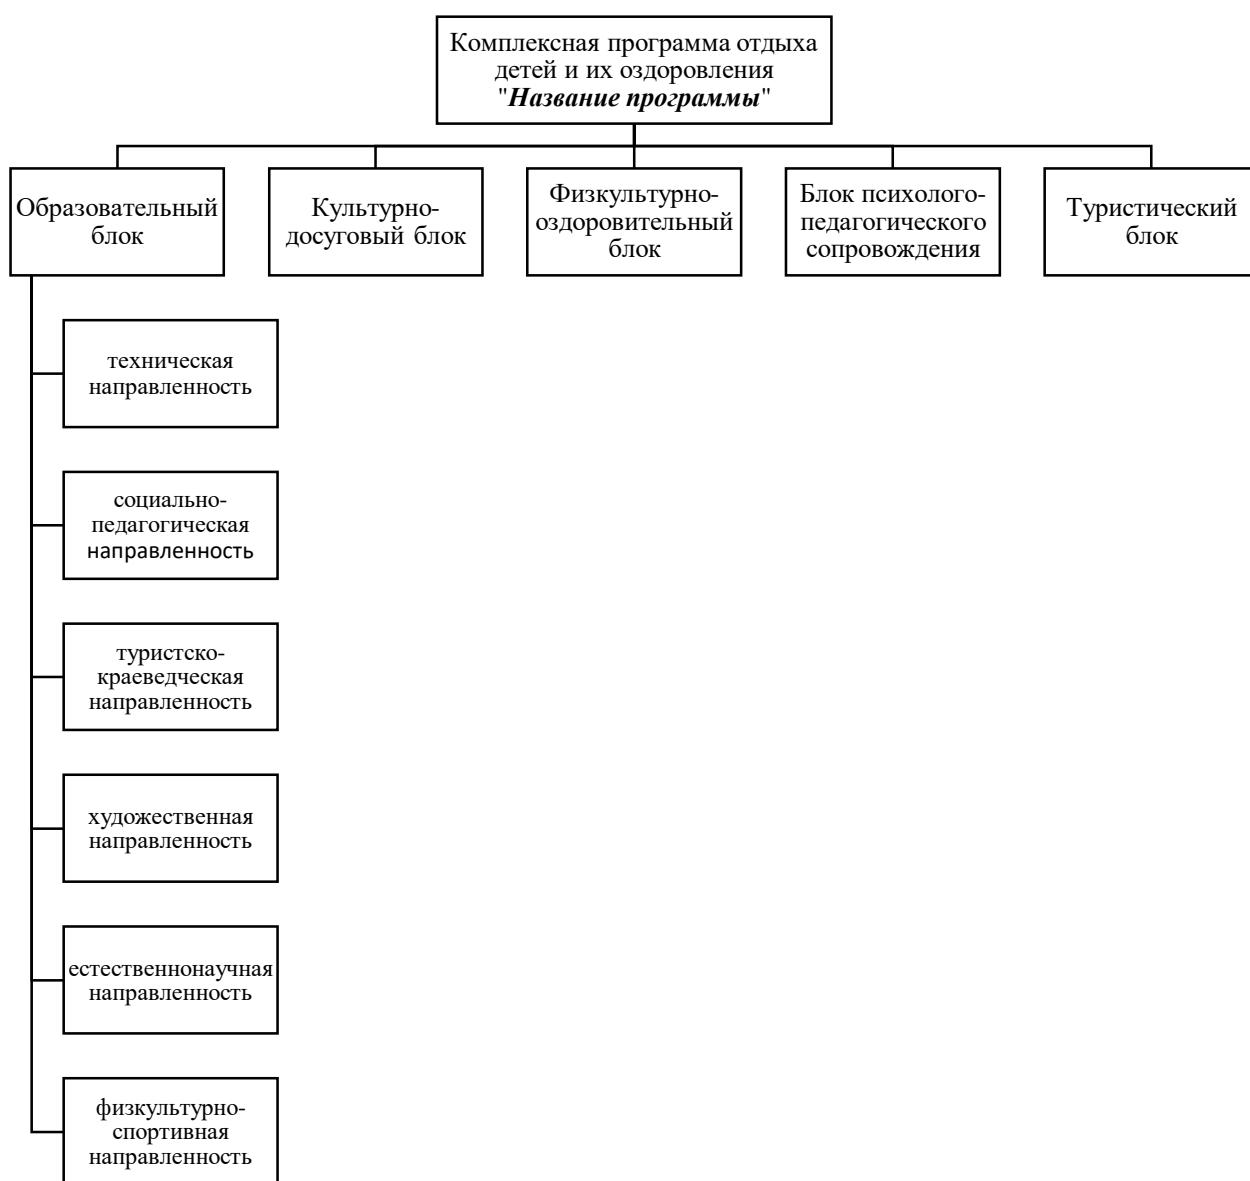 Комплексная программа отдыха
детей и их оздоровления
"Название программы"
Образовательный
блок
Культурно-
досуговый блок
Физкультурно-
оздоровительный
блок
Блок психолого-
педагогического
сопровождения
Туристический
блок
техническая
направленность
социально-
педагогическая
направленность
туристско-
краеведческая
направленность
художественная
направленность
естественнонаучная
направленность
физкультурно-
спортивная
направленность